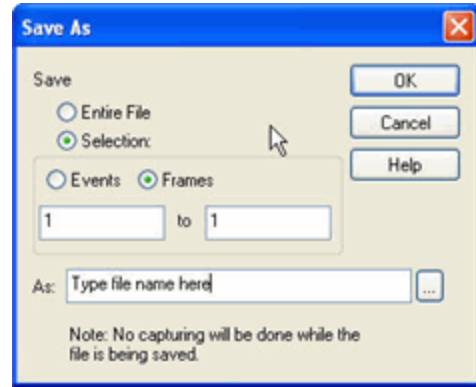 Save As
Save
OK
Entire File
Cancel
Selection:
Help
Events Frames
1 to 1
As: Type file name here ...
Note: No capturing will be done while the
file is being saved.